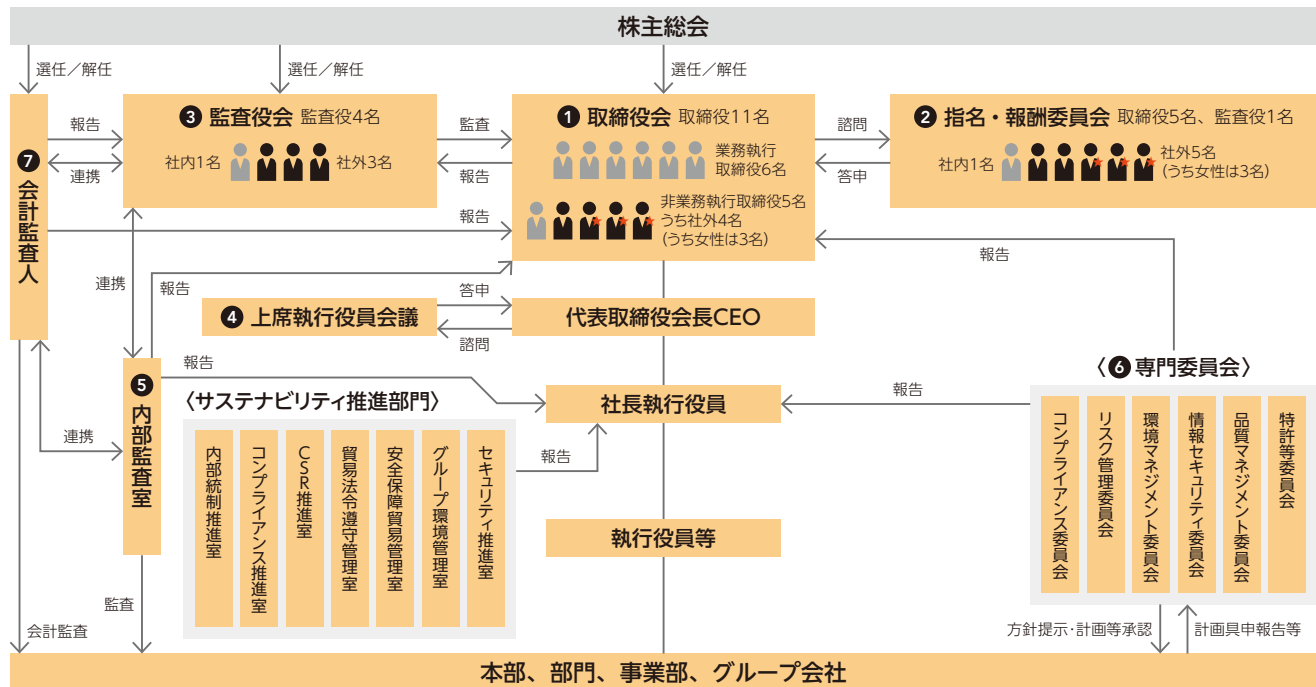 株主総会
選任／解任
選任／解任
選任／解任
❼会計監査人
報告
連携
❸ 監査役会 監査役4名
社内1名
社外3名
監査
報告
❶ 取締役会 取締役11名
業務執行
取締役6名
非業務執行取締役5名
うち社外4名
(うち女性は3名)
諮問
答申
❷ 指名・報酬委員会 取締役5名、監査役1名
社内1名
社外5名
(うち女性は3名)
報告
連携
報告
報告
❹ 上席執行役員会議
答申
諮問
代表取締役会長CEO
報告
❺内部監査室
連携
〈サステナビリティ推進部門〉
内部統制推進室
コンプライアンス推進室
CSR推進室
貿易法令遵守管理室
安全保障貿易管理室
グループ環境管理室
セキュリティ推進室
報告
社長執行役員
報告
執行役員等
〈❻専門委員会〉
コンプライアンス委員会
リスク管理委員会
環境マネジメント委員会
情報セキュリティ委員会
品質マネジメント委員会
特許等委員会
監査
会計監査
方針提示・計画等承認
計画具申報告等
本部、部門、事業部、グループ会社